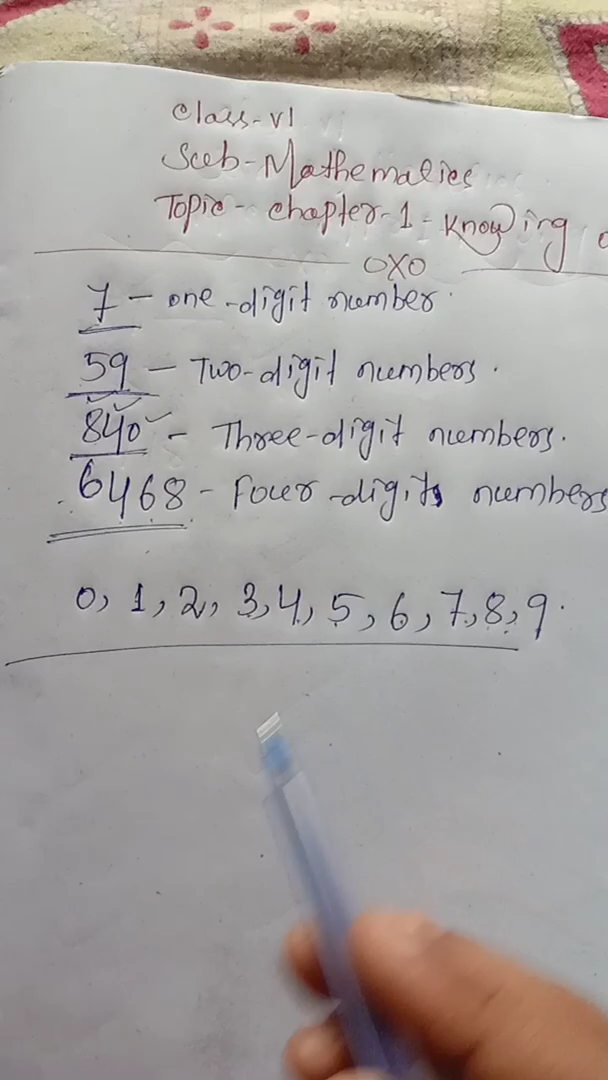 Class-VI
Sub-Mathematics
Topic- Chapter-1-Knowing
OXO
7 - one-digit number.
59 - Two-digit numbers.
840 - Three-digit numbers.
6468 - Four-digits numbers
0, 1, 2, 3, 4, 5, 6, 7, 8, 9.